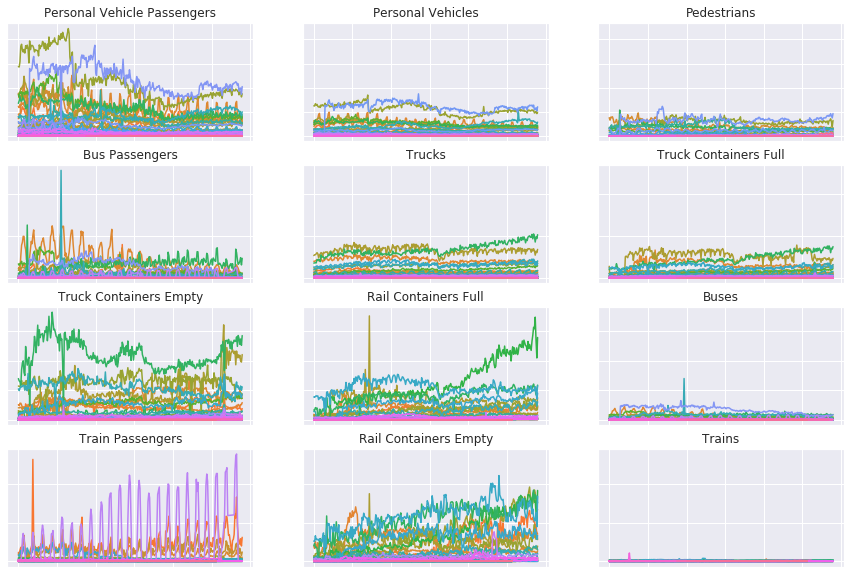 Personal Vehicle Passengers
Personal Vehicles
Pedestrians
Bus Passengers
Trucks
Truck Containers Full
Truck Containers Empty
Rail Containers Full
Buses
Train Passengers
Rail Containers Empty
Trains